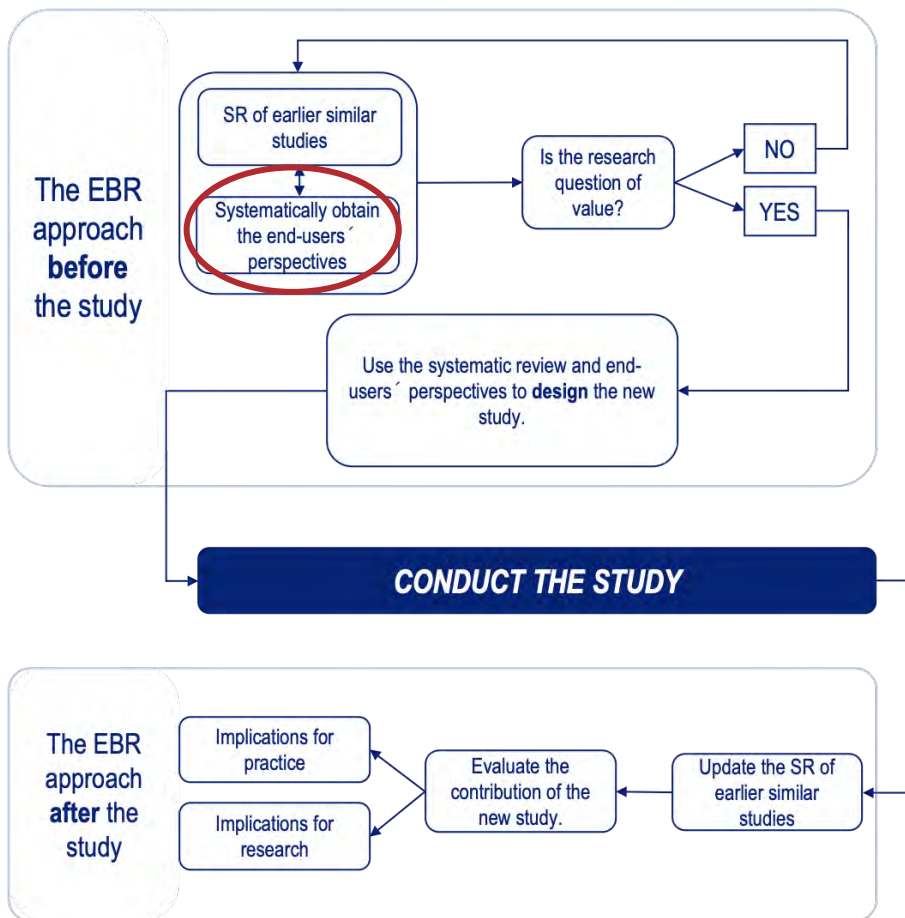 The EBR
approach
before
the study
SR of earlier similar
studies
Systematically obtain
the end-users´
perspectives
Is the research
question of
value?
NO
YES
Use the systematic review and end-
users´ perspectives to design the new
study.
CONDUCT THE STUDY
The EBR
approach
after the
study
Implications for
practice
Implications for
research
Evaluate the
contribution of the
new study.
Update the SR of
earlier similar
studies